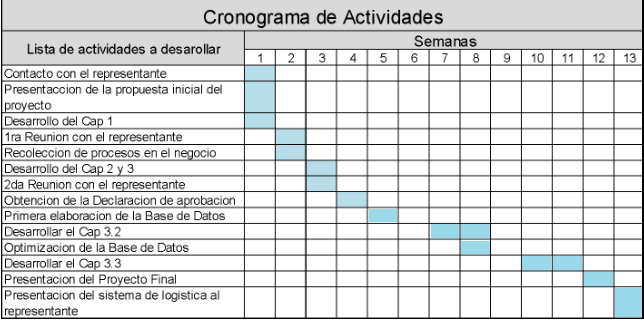 Cronograma de Actividades
Lista de actividades a desarollar
Semanas
1 2 3 4 5 6 7 8 9 10 11 12 13
Contacto con el representante
Presentaccion de la propuesta inicial del
proyecto
Desarrollo del Cap 1
1ra Reunion con el representante
Recoleccion de procesos en el negocio
Desarrollo del Cap 2 y 3
2da Reunion con el representante
Obtencion de la Declaracion de aprobacion
Primera elaboracion de la Base de Datos
Desarrollar el Cap 3.2
Optimizacion de la Base de Datos
Desarrollar el Cap 3.3
Presentacion del Proyecto Final
Presentacion del sistema de logistica al
representante